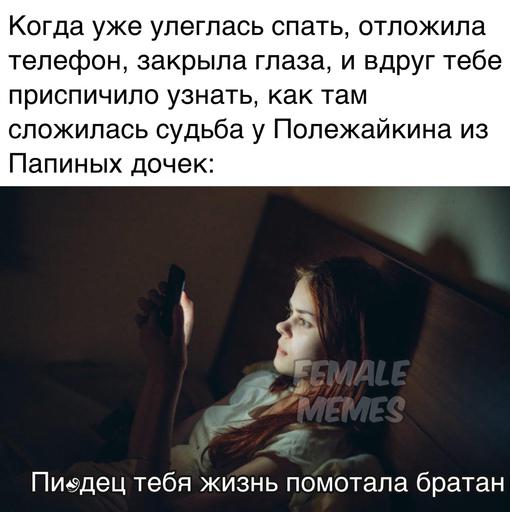 Когда уже улеглась спать, отложила
телефон, закрыла глаза, и вдруг тебе
приспичило узнать, как там
сложилась судьба у Полежайкина из
Папиных дочек:
FEMALE
MEMES
Пи🌶дец тебя жизнь помотала братан